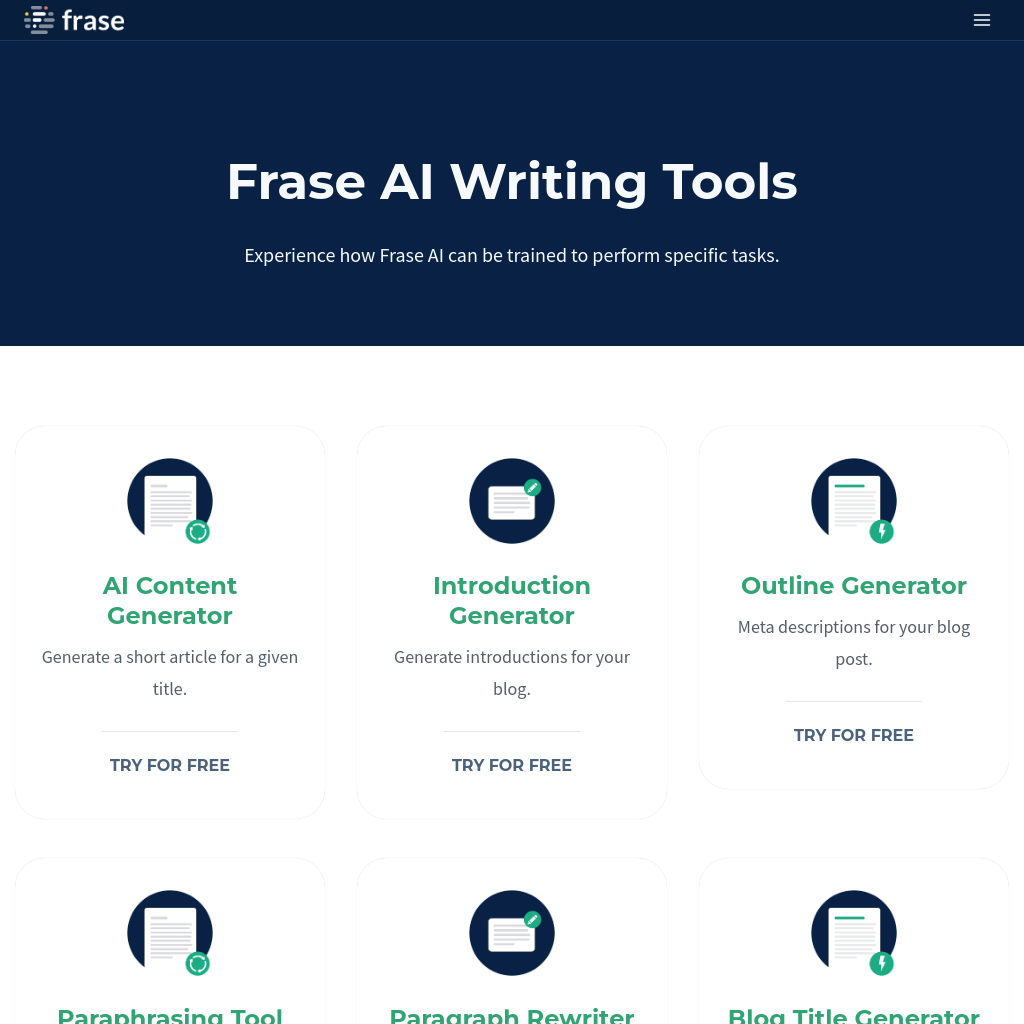 frase
Frase AI Writing Tools
Experience how Frase AI can be trained to perform specific tasks.
AI Content
Generator
Generate a short article for a given
title.
TRY FOR FREE
Introduction
Generator
Generate introductions for your
blog.
TRY FOR FREE
Outline Generator
Meta descriptions for your blog
post.
TRY FOR FREE
Paraphrasing Tool
Paragraph Rewriter
Blog Title Generator